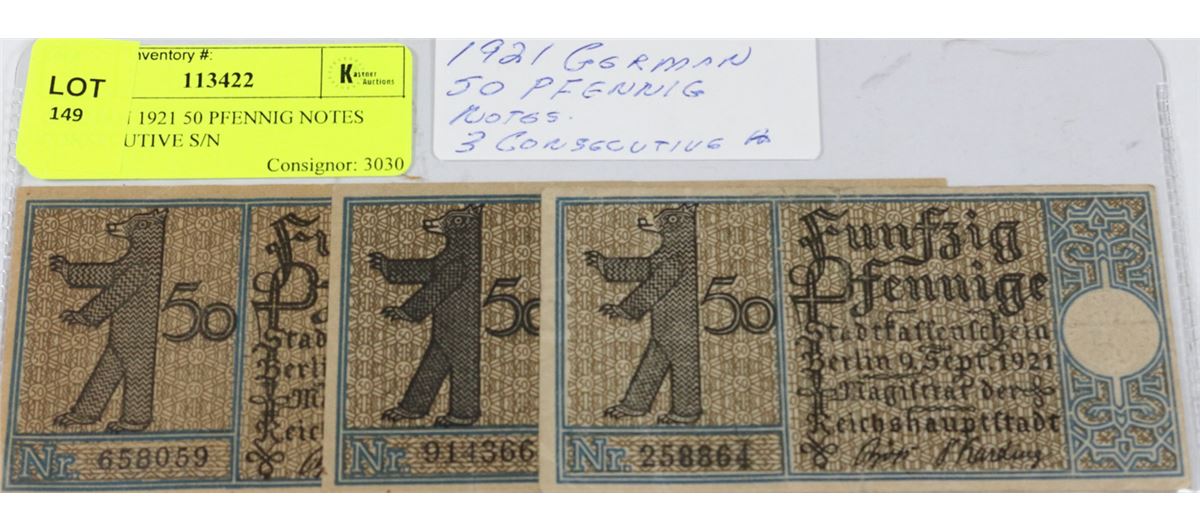 nventory #:
LOT
149
113422
Kastner
Auctions
1921 50 PFENNIG NOTES
UTIVE S/N
Consignor: 3030
1921 GERMAN
50 PFENNIG
NOTES.
3 CONSECUTIVE #
50
Nr. 658059
50
Nr. 914366
50
Nr. 258864
Funfzig
Pfennige
Stadtkassenschein
Berlin 9. Sept. 1921
Magistrat der
Reichshauptstadt